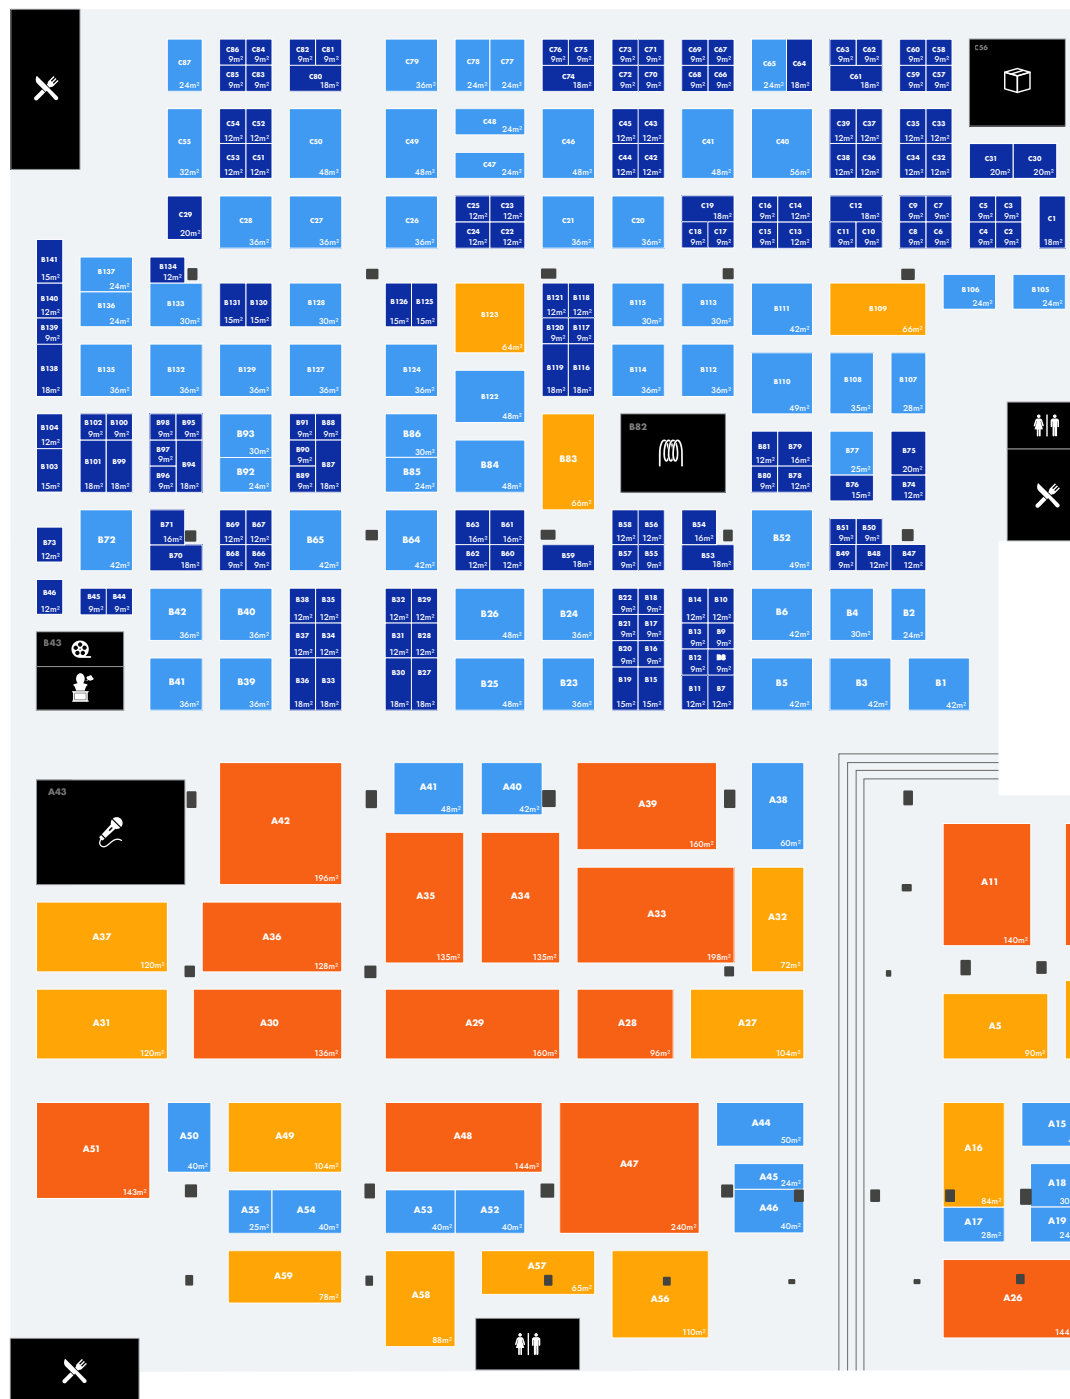 C87 24m²
C86 9m² C84 9m²
C85 9m² C83 9m²
C82 9m² C81 9m²
C80 18m²
C79 36m²
C78 24m² C77 24m²
C76 9m² C75 9m²
C74 18m²
C73 9m² C71 9m²
C72 9m² C70 9m²
C69 9m² C67 9m²
C68 9m² C66 9m²
C65 24m² C64 18m²
C63 9m² C62 9m²
C61 18m²
C60 9m² C58 9m²
C59 9m² C57 9m²
C56
C55 32m²
C54 12m² C52 12m²
C53 12m² C51 12m²
C50 48m²
C49 48m²
C48 24m²
C47 24m²
C46 48m²
C45 12m² C43 12m²
C44 12m² C42 12m²
C41 48m²
C40 56m²
C39 12m² C37 12m²
C38 12m² C36 12m²
C35 12m² C33 12m²
C34 12m² C32 12m²
C31 20m² C30 20m²
C29 20m²
C28 36m²
C27 36m²
C26 36m²
C25 12m² C23 12m²
C24 12m² C22 12m²
C21 36m²
C20 36m²
C19 18m²
C18 9m² C17 9m²
C16 9m² C14 12m²
C15 9m² C13 12m²
C12 18m²
C11 9m² C10 9m²
C9 9m² C7 9m²
C8 9m² C6 9m²
C5 9m² C3 9m²
C4 9m² C2 9m²
C1 18m²
B141 15m²
B140 12m²
B139 9m²
B138 18m²
B137 24m²
B136 24m²
B135 36m²
B134 12m²
B133 30m²
B132 36m²
B131 15m² B130 15m²
B129 36m²
B128 30m²
B127 36m²
B126 15m² B125 15m²
B124 36m²
B123 64m²
B122 48m²
B121 12m² B118 12m²
B120 9m² B117 9m²
B119 18m² B116 18m²
B115 30m²
B114 36m²
B113 30m²
B112 36m²
B111 42m²
B110 49m²
B109 66m²
B108 35m²
B107 28m²
B106 24m²
B105 24m²
B104 12m²
B103 15m²
B102 9m² B100 9m²
B101 18m² B99 18m²
B98 9m² B95 9m²
B97 9m² B94 18m²
B96 9m²
B93 30m²
B92 24m²
B91 9m² B88 9m²
B90 9m² B87 18m²
B89 9m²
B86 30m²
B85 24m²
B84 48m²
B83 66m²
B82
B81 12m² B79 16m²
B80 9m² B78 12m²
B77 25m²
B76 15m²
B75 20m²
B74 12m²
B73 12m²
B72 42m²
B71 16m²
B70 18m²
B69 12m² B67 12m²
B68 9m² B66 9m²
B65 42m²
B64 42m²
B63 16m² B61 16m²
B62 12m² B60 12m²
B59 18m²
B58 12m² B56 12m²
B57 9m² B55 9m²
B54 16m²
B53 18m²
B52 49m²
B51 9m² B50 9m²
B49 9m² B48 12m² B47 12m²
B46 12m²
B45 9m² B44 9m²
B43
B42 36m²
B41 36m²
B40 36m²
B39 36m²
B38 12m² B35 12m²
B37 12m² B34 12m²
B36 18m² B33 18m²
B32 12m² B29 12m²
B31 12m² B28 12m²
B30 18m² B27 18m²
B26 48m²
B25 48m²
B24 36m²
B23 36m²
B22 9m² B18 9m²
B21 9m² B17 9m²
B20 9m² B16 9m²
B19 15m² B15 15m²
B14 12m² B10 12m²
B13 9m² B9 9m²
B12 9m² B8 9m²
B11 12m² B7 12m²
B6 42m²
B5 42m²
B4 30m²
B3 42m²
B2 24m²
B1 42m²
A43
A42 196m²
A41 48m²
A40 42m²
A39 160m²
A38 60m²
A37 120m²
A36 128m²
A35 135m²
A34 135m²
A33 198m²
A32 72m²
A11 140m²
A31 120m²
A30 136m²
A29 160m²
A28 96m²
A27 104m²
A5 90m²
A51 143m²
A50 40m²
A49 104m²
A48 144m²
A47 240m²
A44 50m²
A45 24m²
A46 40m²
A16 84m²
A15
A18 30
A17 28m²
A19 24
A55 25m² A54 40m²
A53 40m² A52 40m²
A59 78m²
A58 88m²
A57 65m²
A56 110m²
A26 144